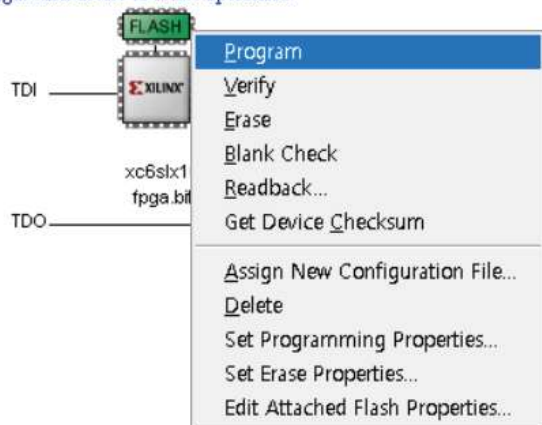 FLASH
Program
TDI
XILINX
Verify
Erase
Blank Check
xc6slx1
Readback...
fpga.bit
TDO
Get Device Checksum
Assign New Configuration File...
Delete
Set Programming Properties...
Set Erase Properties...
Edit Attached Flash Properties...